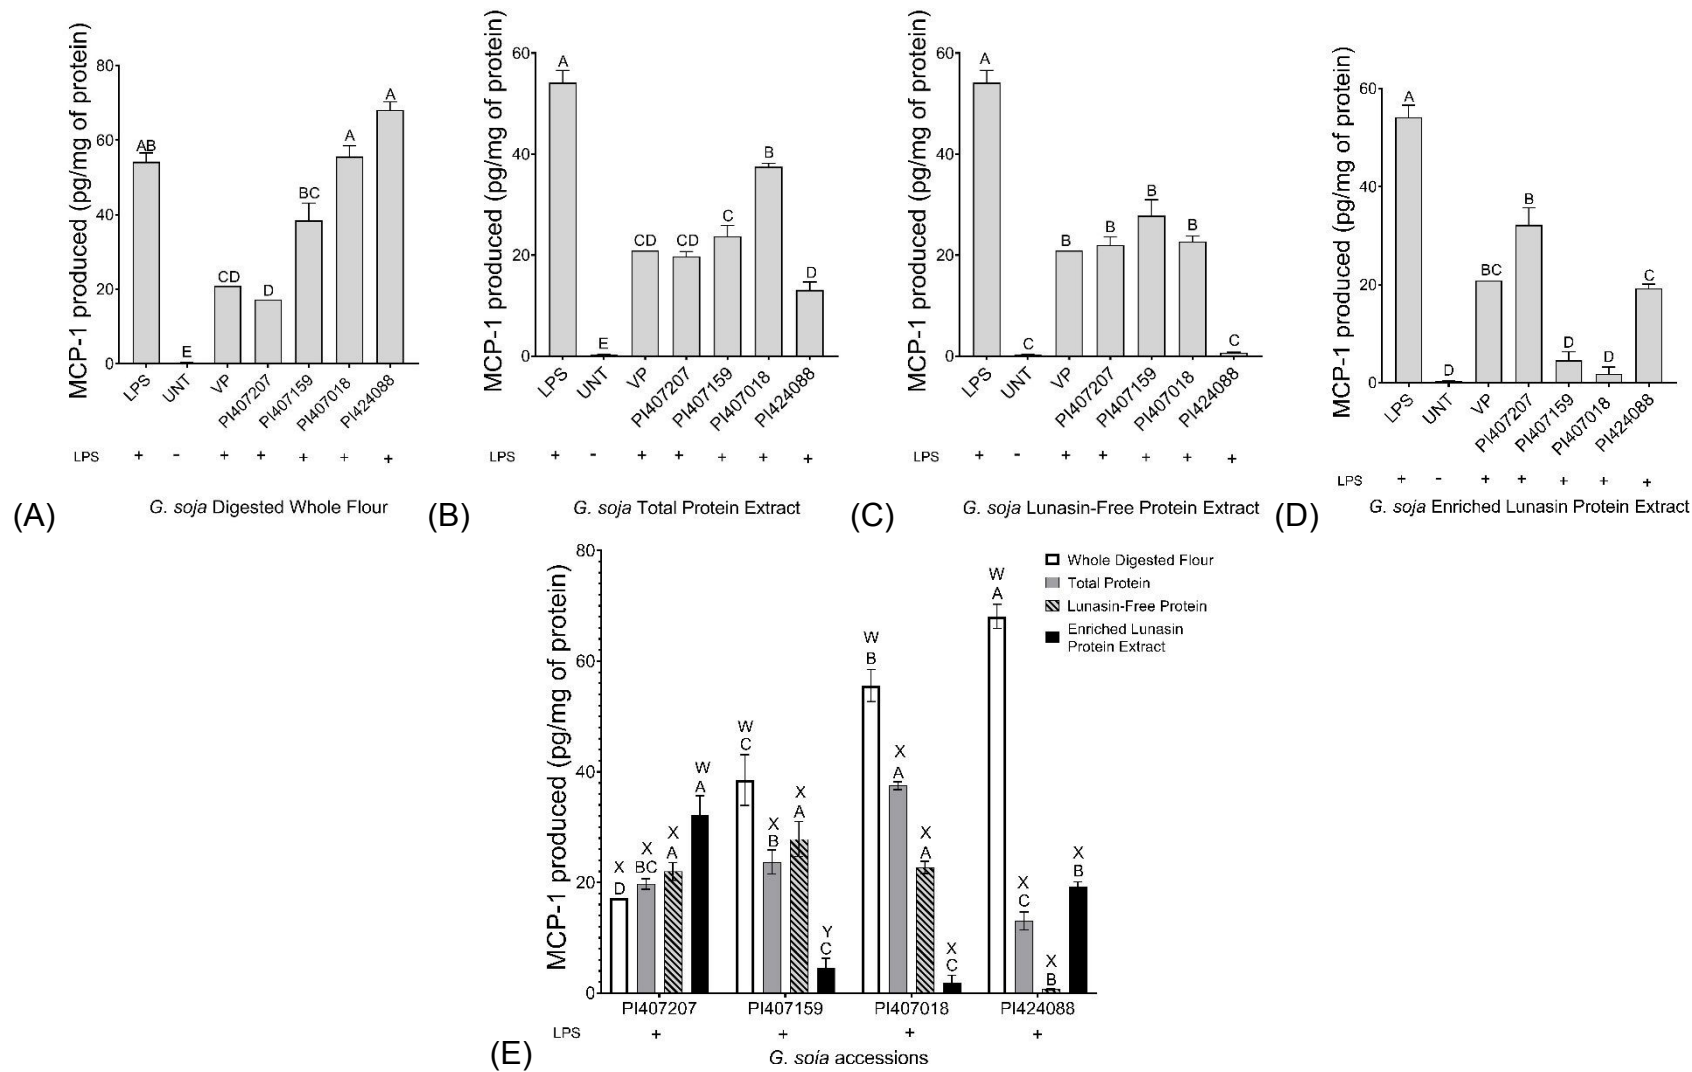 MCP-1 produced (pg/mg of protein)
80
60
40
20
0
AB
E
CD
D
BC
A
A
LPS
UNT
VP
PI407207
PI407159
PI407018
PI424088
LPS + - + + + + +
(A)
G. soja Digested Whole Flour
MCP-1 produced (pg/mg of protein)
60
40
20
0
A
E
CD
CD
C
B
D
LPS
UNT
VP
PI407207
PI407159
PI407018
PI424088
LPS + - + + + + +
(B)
G. soja Total Protein Extract
MCP-1 produced (pg/mg of protein)
60
40
20
0
A
C
B
B
B
B
C
LPS
UNT
VP
PI407207
PI407159
PI407018
PI424088
LPS + - + + + + +
(C)
G. soja Lunasin-Free Protein Extract
MCP-1 produced (pg/mg of protein)
60
40
20
0
A
D
BC
B
D
D
C
LPS
UNT
VP
PI407207
PI407159
PI407018
PI424088
LPS + - + + + + +
(D)
G. soja Enriched Lunasin Protein Extract
MCP-1 produced (pg/mg of protein)
80
60
40
20
0
X
D
X
BC
X
A
W
A
W
C
X
B
X
A
Y
C
W
B
X
A
X
A
X
C
W
A
X
C
X
B
X
B
Whole Digested Flour
Total Protein
Lunasin-Free Protein
Enriched Lunasin
Protein Extract
PI407207 PI407159 PI407018 PI424088
LPS + + + +
(E)
G. soja accessions